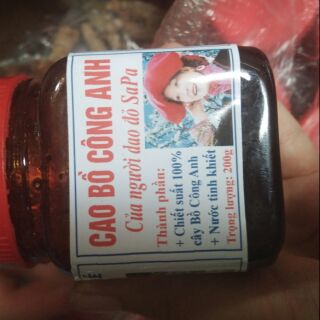 CAO BỒ CÔNG ANH
Của người dao đỏ SaPa
Thành phần:
+ Chiết suất 100%
cây Bồ Công Anh
+ Nước tinh khiết
Trọng lượng: 200g